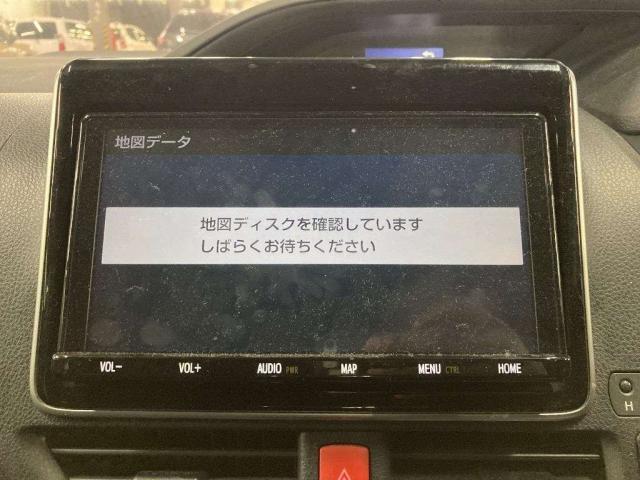 地図データ
地図ディスクを確認しています
しばらくお待ちください
VOL- VOL+ AUDIO PWR MAP MENU CTRL HOME
H